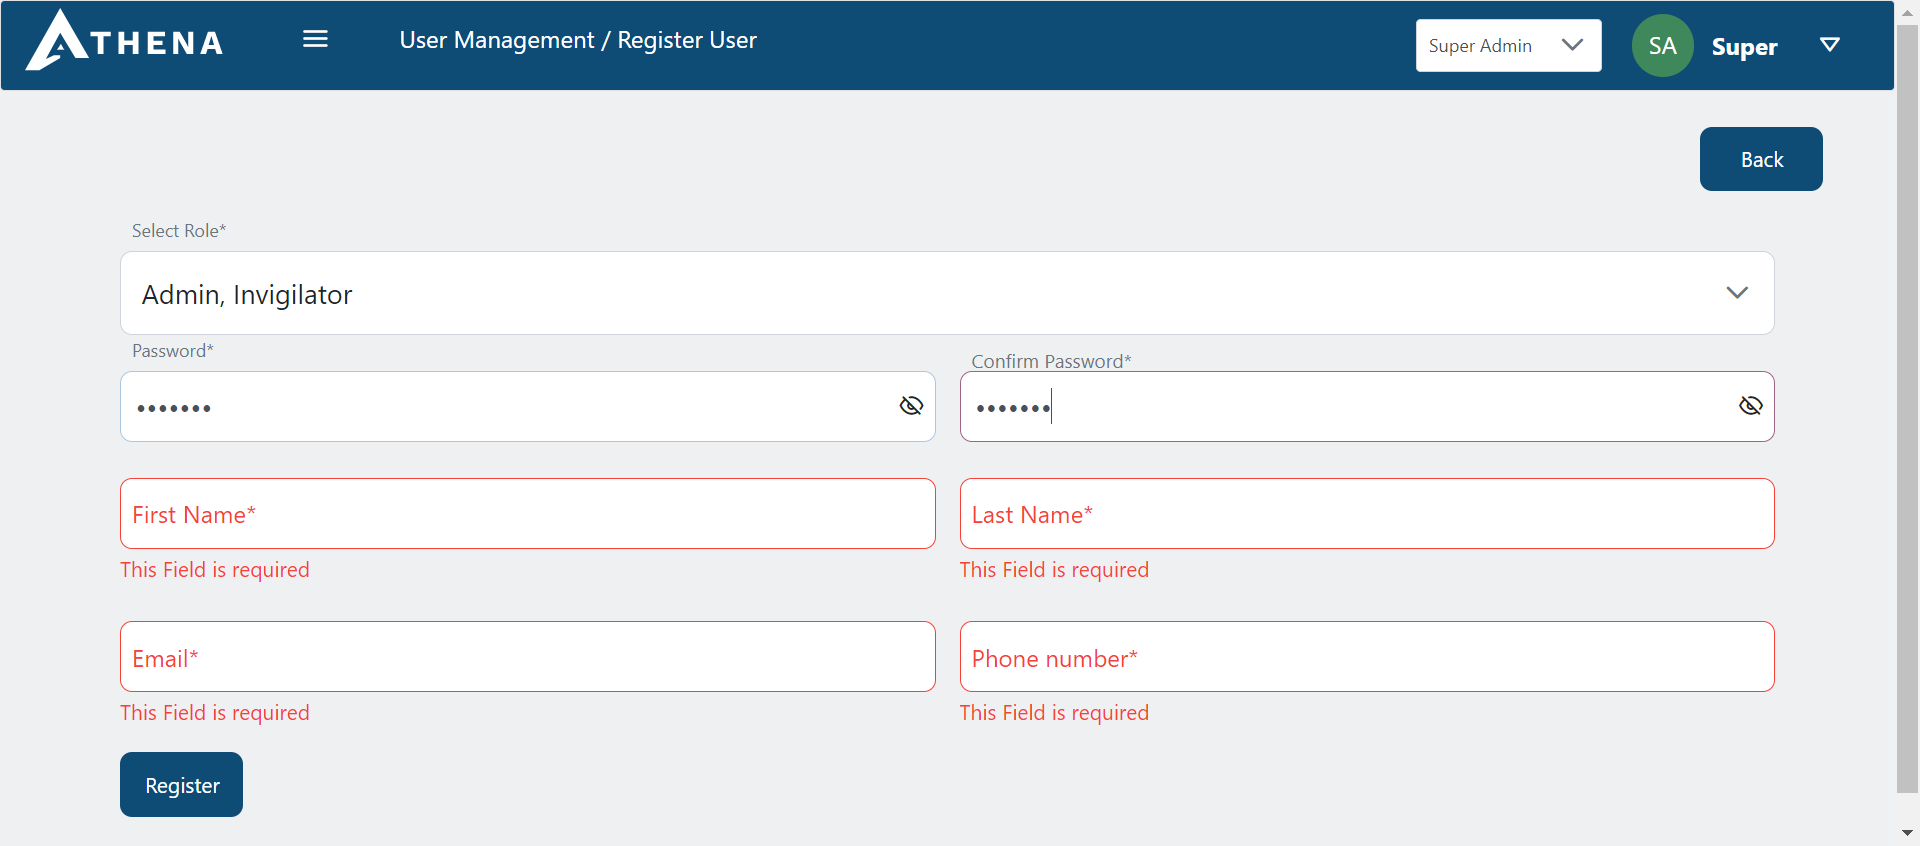 ATHENA
User Management / Register User
Super Admin
SA
Super
Back
Select Role*
Admin, Invigilator
Password*
Confirm Password*
•••••••
•••••••
First Name*
Last Name*
This Field is required
This Field is required
Email*
Phone number*
This Field is required
This Field is required
Register